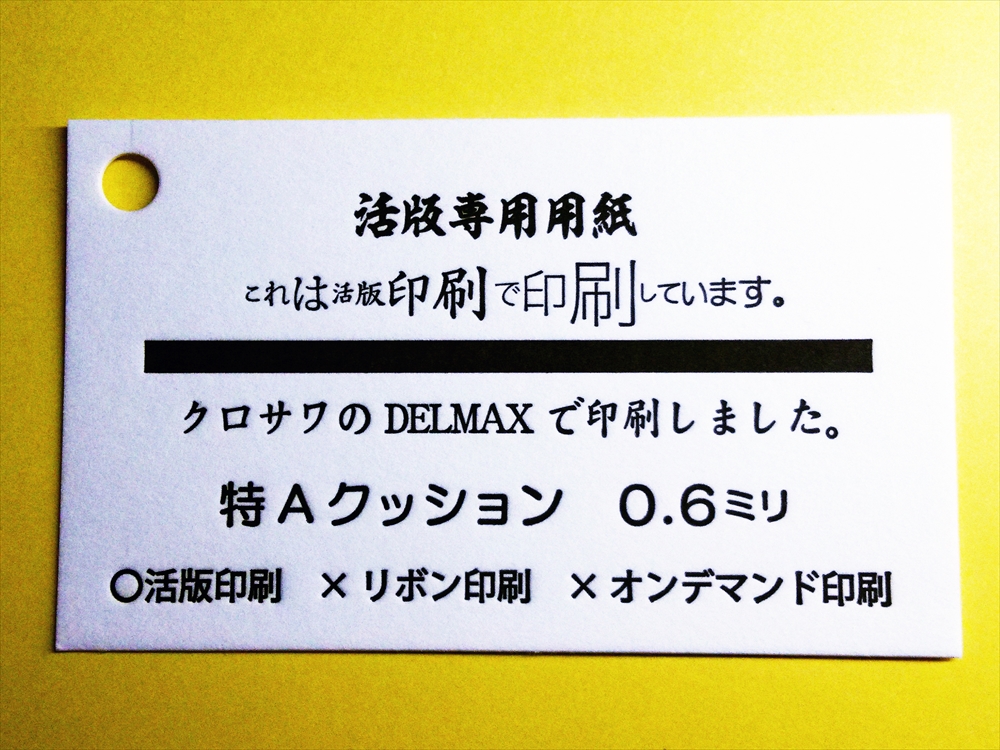 活版専用用紙
これは活版印刷で印刷しています。
クロサワのDELMAXで印刷しました。
特Aクッション　0.6ミリ
○活版印刷　×リボン印刷　×オンデマンド印刷